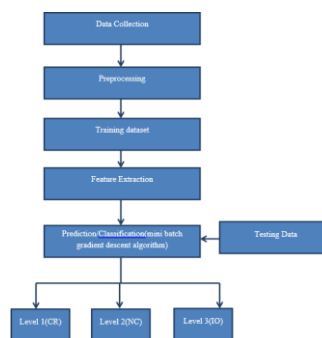 Data Collection
Preprocessing
Training dataset
Feature Extraction
Prediction/Classification(mini batch
gradient descent algorithm)
Testing Data
Level 1(CR)
Level 2(NC)
Level 3(IO)